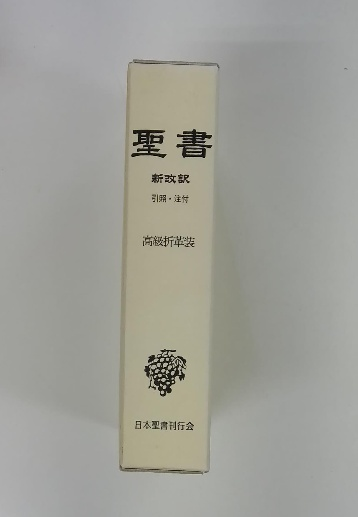 聖書
新改訳
引照・注付
高級折革装
日本聖書刊行会